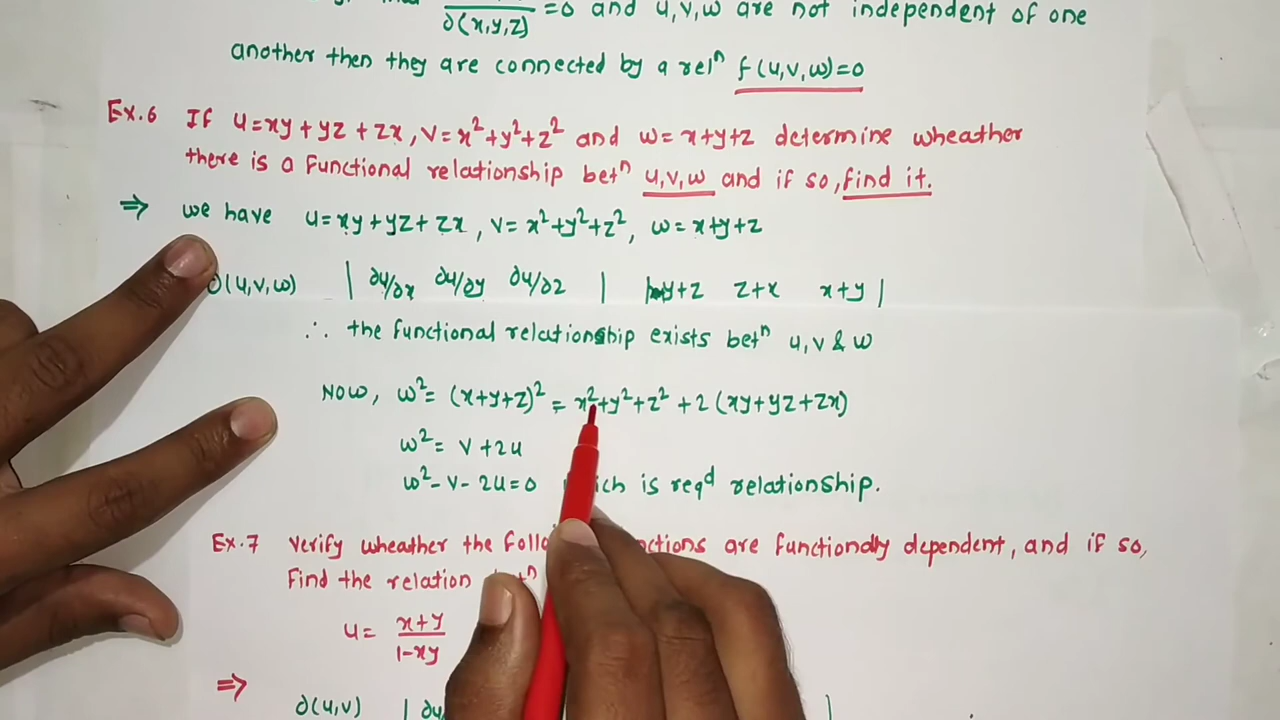 =0 and u,v,w are not independent of one
∂(x,y,z)
another then they are connected by a relⁿ f(u,v,w)=0
Ex.6 If u=xy+yz+zx, v=x²+y²+z² and w=x+y+z determine wheather
there is a functional relationship betⁿ u,v,w and if so, find it.
⇒ we have u=xy+yz+zx, v=x²+y²+z², w=x+y+z
∂(u,v,w) | ∂u/∂x ∂u/∂y ∂u/∂z | | y+z z+x x+y |
∴ the functional relationship exists betⁿ u,v & w
Now, w²= (x+y+z)² = x²+y²+z² +2(xy+yz+zx)
w²= v+2u
w²-v-2u=0 is reqᵈ relationship.
Ex.7 Verify wheather the are functionally dependent, and if so,
Find the relation
u= x+y
1-xy
⇒ ∂(u,v) |